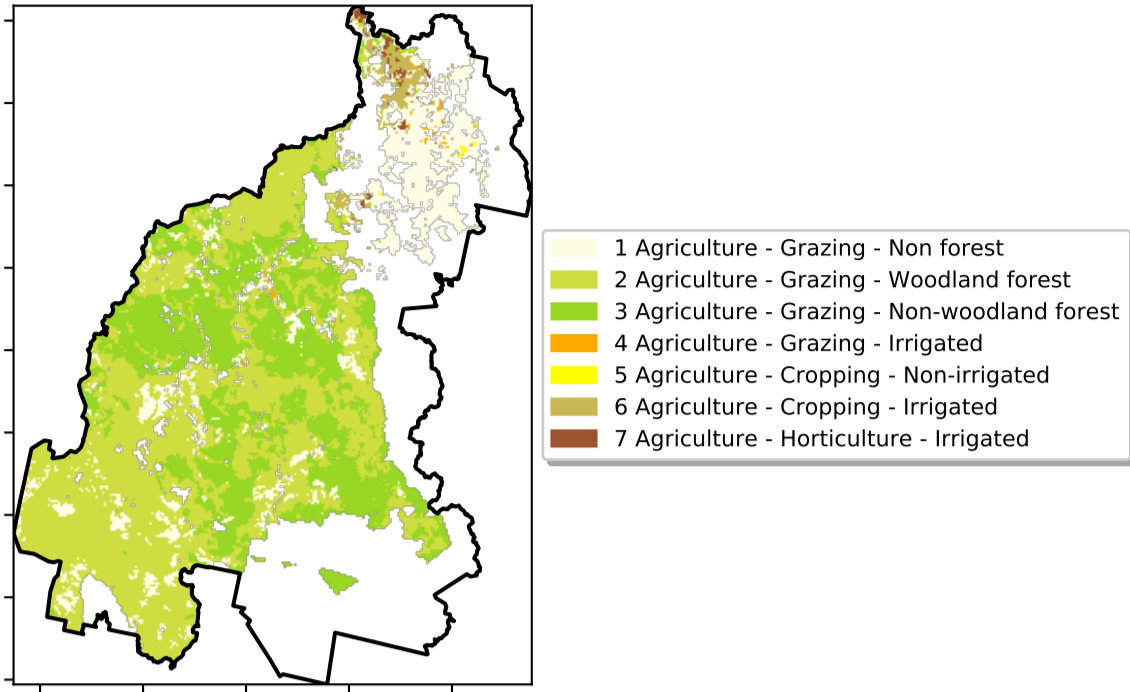 1 Agriculture - Grazing - Non forest
2 Agriculture - Grazing - Woodland forest
3 Agriculture - Grazing - Non-woodland forest
4 Agriculture - Grazing - Irrigated
5 Agriculture - Cropping - Non-irrigated
6 Agriculture - Cropping - Irrigated
7 Agriculture - Horticulture - Irrigated